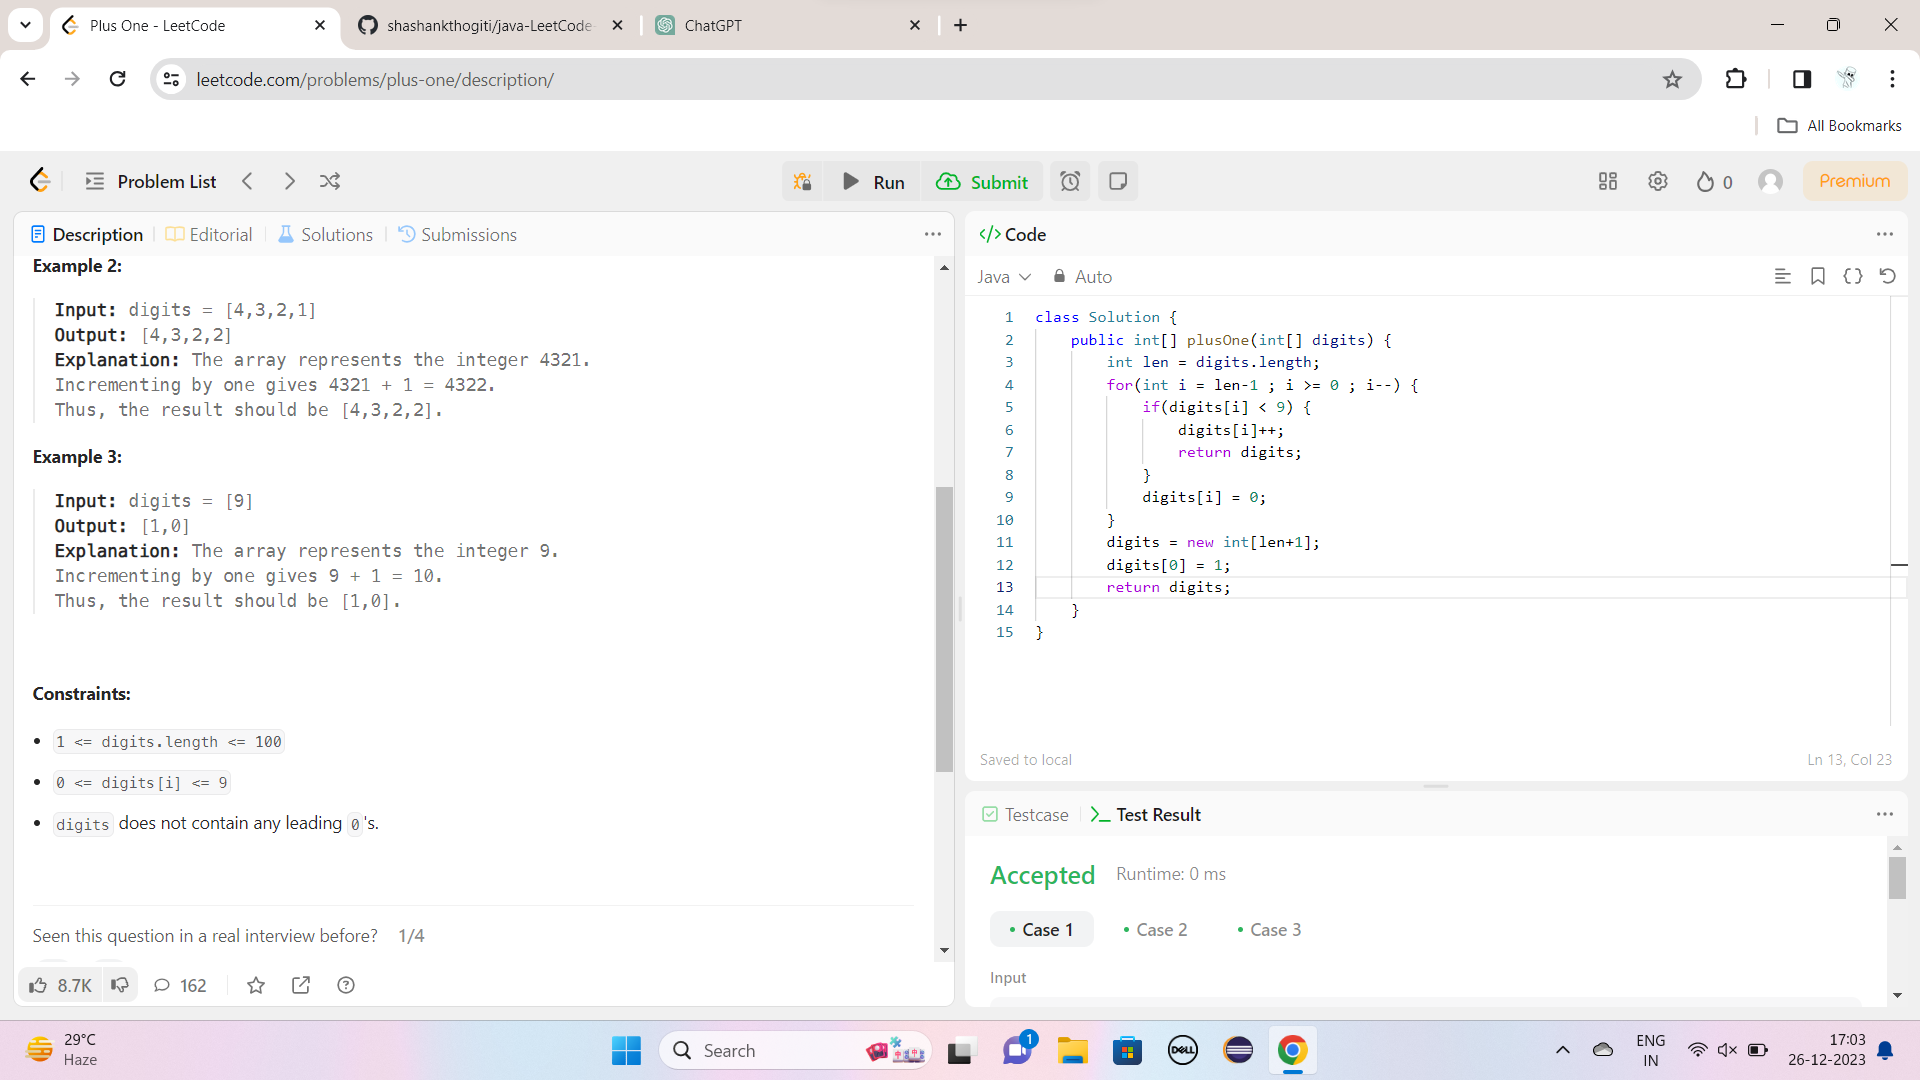 Plus One - LeetCode
shashankthogiti/java-LeetCode-
ChatGPT
leetcode.com/problems/plus-one/description/
All Bookmarks
Problem List
Run
Submit
0
Premium
Description
Editorial
Solutions
Submissions
Example 2:
Input: digits = [4,3,2,1]
Output: [4,3,2,2]
Explanation: The array represents the integer 4321.
Incrementing by one gives 4321 + 1 = 4322.
Thus, the result should be [4,3,2,2].
Example 3:
Input: digits = [9]
Output: [1,0]
Explanation: The array represents the integer 9.
Incrementing by one gives 9 + 1 = 10.
Thus, the result should be [1,0].
Constraints:
• 1 <= digits.length <= 100
• 0 <= digits[i] <= 9
• digits does not contain any leading 0's.
Seen this question in a real interview before? 1/4
8.7K
162
</> Code
Java
Auto
1 class Solution {
2 public int[] plusOne(int[] digits) {
3 int len = digits.length;
4 for(int i = len-1 ; i >= 0 ; i--) {
5 if(digits[i] < 9) {
6 digits[i]++;
7 return digits;
8 }
9 digits[i] = 0;
10 }
11 digits = new int[len+1];
12 digits[0] = 1;
13 return digits;
14 }
15 }
Saved to local
Ln 13, Col 23
Testcase
Test Result
Accepted
Runtime: 0 ms
• Case 1
• Case 2
• Case 3
Input
29°C
Haze
Search
1
DELL
ENG
IN
17:03
26-12-2023